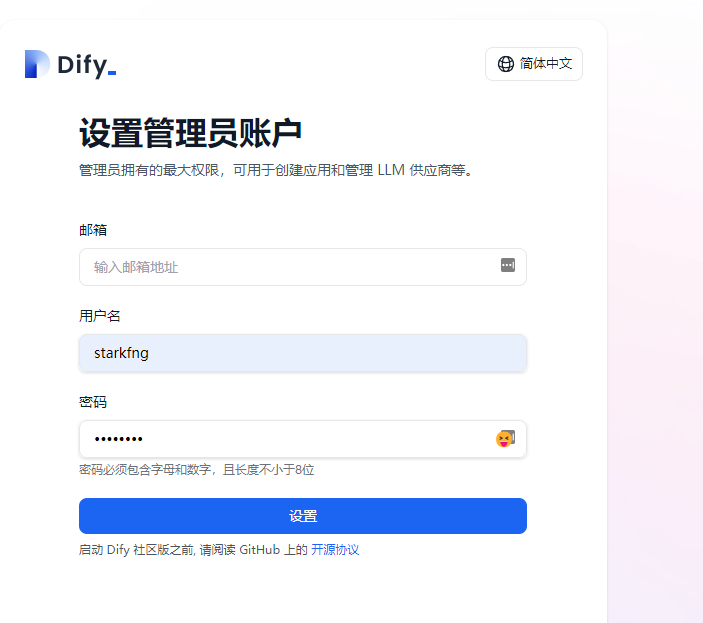 Dify_
简体中文
设置管理员账户
管理员拥有的最大权限，可用于创建应用和管理 LLM 供应商等。
邮箱
输入邮箱地址
用户名
starkfng
密码
••••••••
密码必须包含字母和数字，且长度不小于8位
设置
启动 Dify 社区版之前, 请阅读 GitHub 上的 开源协议